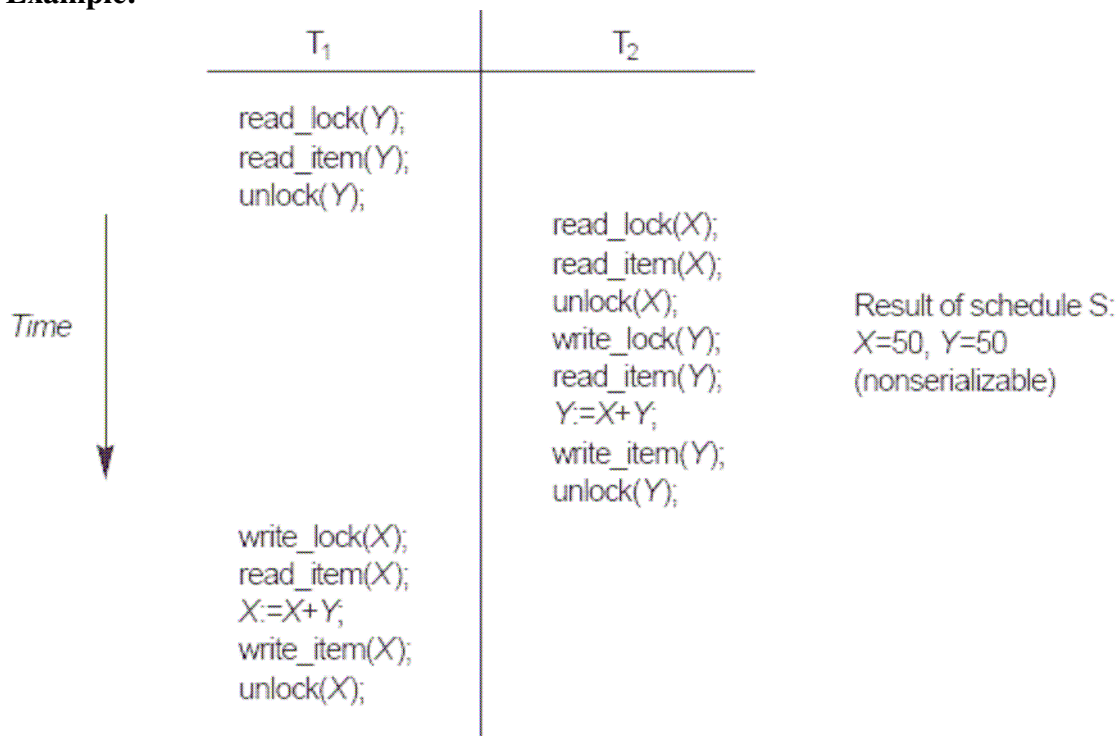 Example:
T₁
T₂
read_lock(Y);
read_item(Y);
unlock(Y);
read_lock(X);
read_item(X);
unlock(X);
write_lock(Y);
read_item(Y);
Y:=X+Y;
write_item(Y);
unlock(Y);
Time
Result of schedule S:
X=50, Y=50
(nonserializable)
write_lock(X);
read_item(X);
X:=X+Y;
write_item(X);
unlock(X);